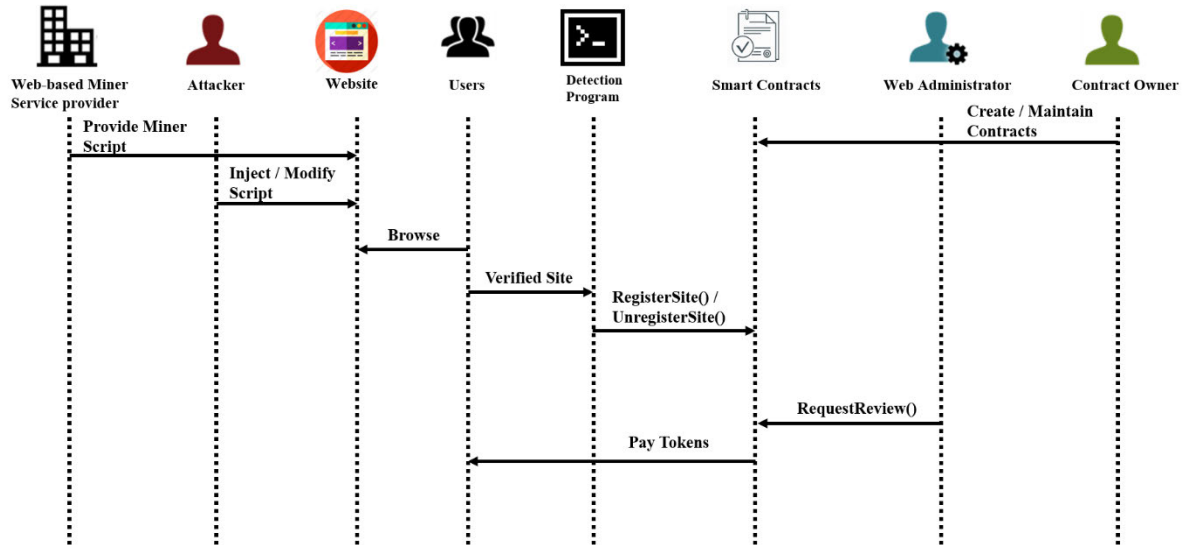 Web-based Miner
Service provider
Attacker
Website
Users
Detection
Program
Smart Contracts
Web Administrator
Contract Owner
Provide Miner
Script
Create / Maintain
Contracts
Inject / Modify
Script
Browse
Verified Site
RegisterSite() /
UnregisterSite()
RequestReview()
Pay Tokens